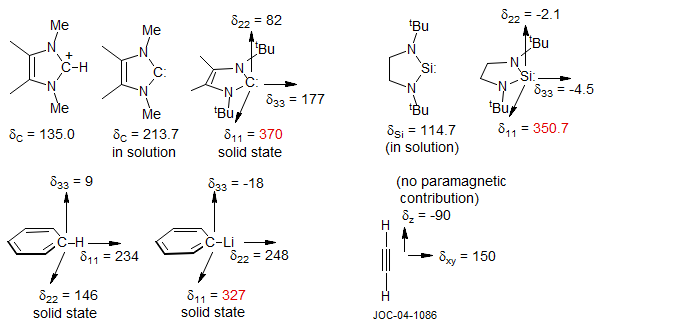 Me
N
+
C–H
N
Me
δC = 135.0
Me
N
C:
N
Me
δC = 213.7
in solution
δ22 = 82
tBu
N
C:
N
tBu
δ33 = 177
δ11 = 370
solid state
tBu
N
Si:
N
tBu
δSi = 114.7
(in solution)
δ22 = -2.1
tBu
N
Si:
N
tBu
δ33 = -4.5
δ11 = 350.7
δ33 = 9
C–H
δ11 = 234
δ22 = 146
solid state
δ33 = -18
C–Li
δ22 = 248
δ11 = 327
solid state
(no paramagnetic
contribution)
δz = -90
H
δxy = 150
H
JOC-04-1086